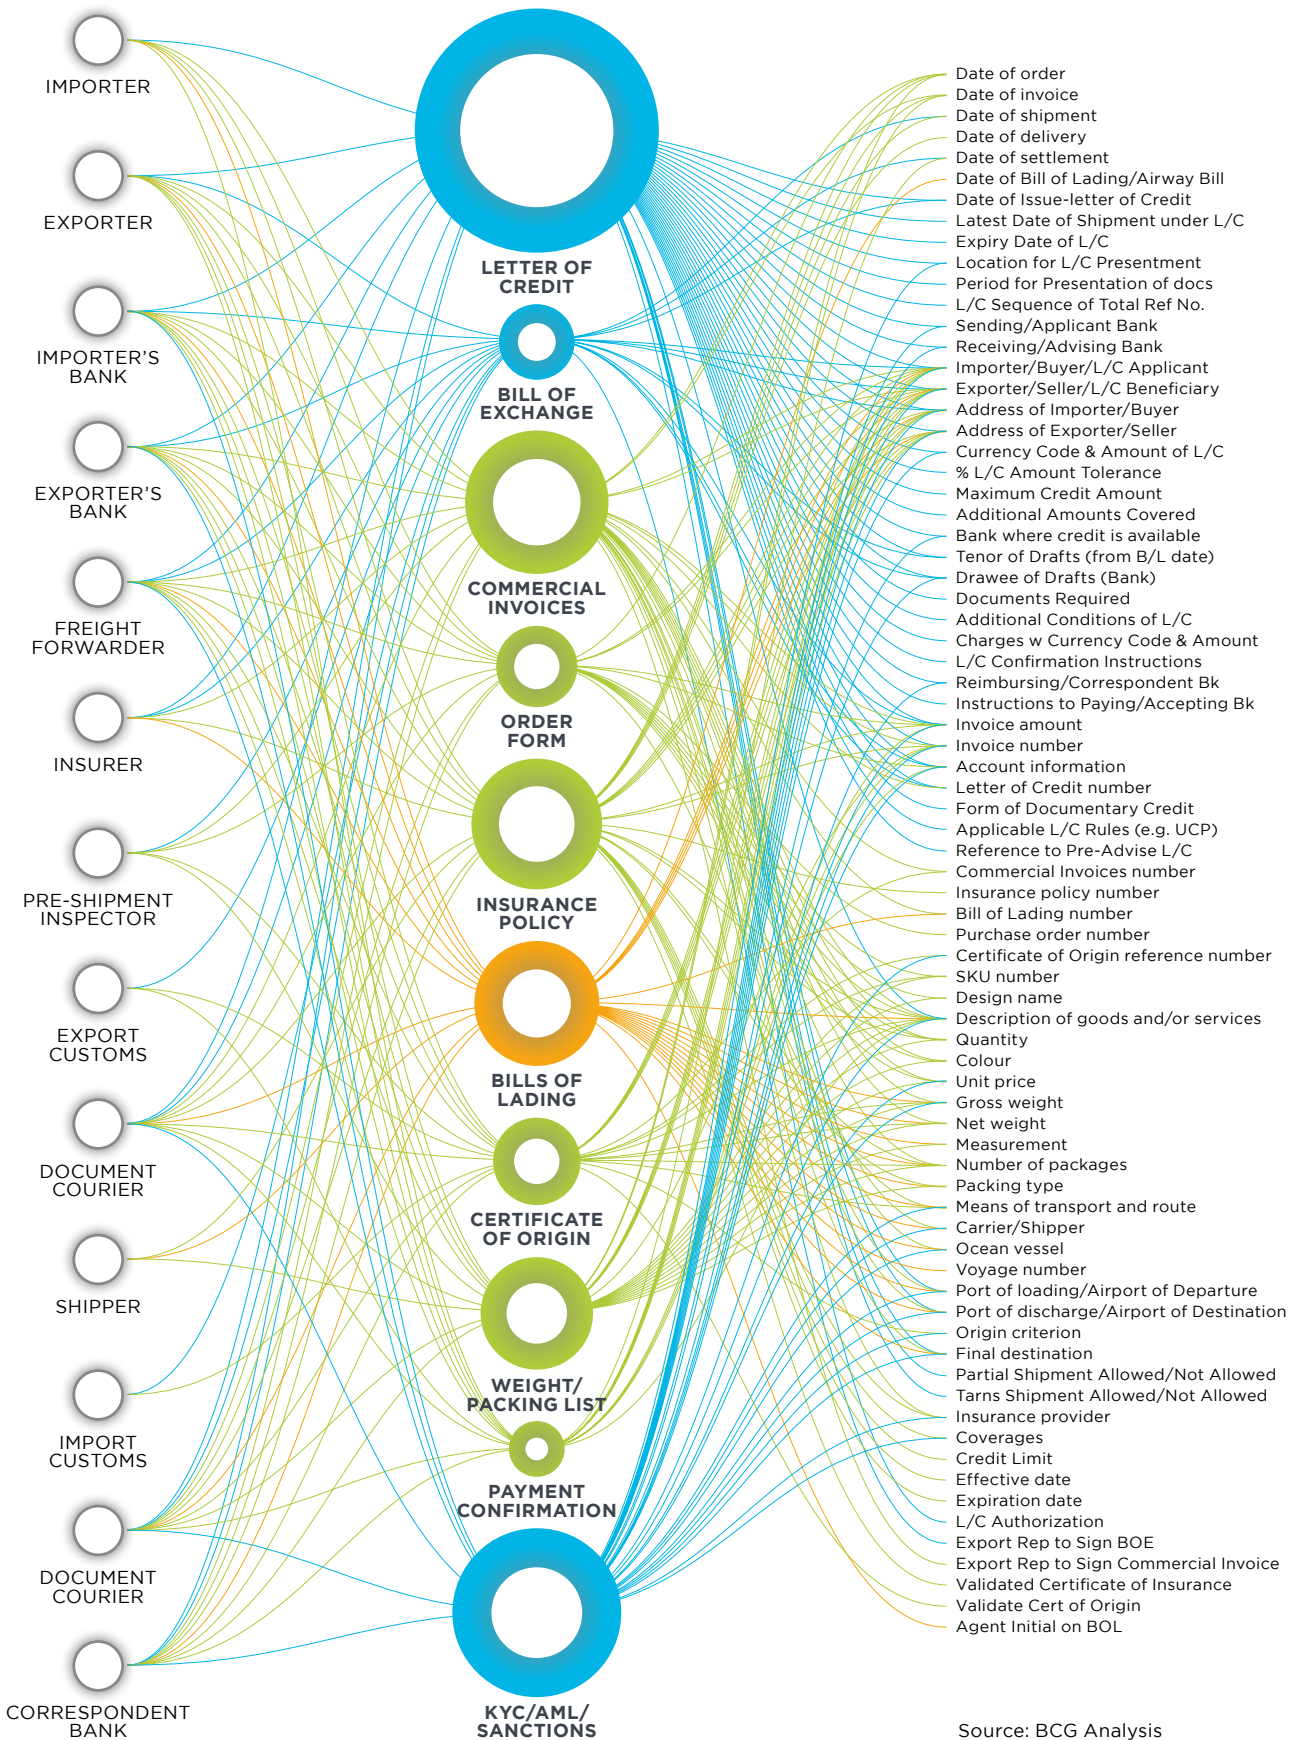 IMPORTER
EXPORTER
IMPORTER'S
BANK
EXPORTER'S
BANK
FREIGHT
FORWARDER
INSURER
PRE-SHIPMENT
INSPECTOR
EXPORT
CUSTOMS
DOCUMENT
COURIER
SHIPPER
IMPORT
CUSTOMS
DOCUMENT
COURIER
CORRESPONDENT
BANK
LETTER OF
CREDIT
BILL OF
EXCHANGE
COMMERCIAL
INVOICES
ORDER
FORM
INSURANCE
POLICY
BILLS OF
LADING
CERTIFICATE
OF ORIGIN
WEIGHT/
PACKING LIST
PAYMENT
CONFIRMATION
KYC/AML/
SANCTIONS
Date of order
Date of invoice
Date of shipment
Date of delivery
Date of settlement
Date of Bill of Lading/Airway Bill
Date of Issue-letter of Credit
Latest Date of Shipment under L/C
Expiry Date of L/C
Location for L/C Presentment
Period for Presentation of docs
L/C Sequence of Total Ref No.
Sending/Applicant Bank
Receiving/Advising Bank
Importer/Buyer/L/C Applicant
Exporter/Seller/L/C Beneficiary
Address of Importer/Buyer
Address of Exporter/Seller
Currency Code & Amount of L/C
% L/C Amount Tolerance
Maximum Credit Amount
Additional Amounts Covered
Bank where credit is available
Tenor of Drafts (from B/L date)
Drawee of Drafts (Bank)
Documents Required
Additional Conditions of L/C
Charges w Currency Code & Amount
L/C Confirmation Instructions
Reimbursing/Correspondent Bk
Instructions to Paying/Accepting Bk
Invoice amount
Invoice number
Account information
Letter of Credit number
Form of Documentary Credit
Applicable L/C Rules (e.g. UCP)
Reference to Pre-Advise L/C
Commercial Invoices number
Insurance policy number
Bill of Lading number
Purchase order number
Certificate of Origin reference number
SKU number
Design name
Description of goods and/or services
Quantity
Colour
Unit price
Gross weight
Net weight
Measurement
Number of packages
Packing type
Means of transport and route
Carrier/Shipper
Ocean vessel
Voyage number
Port of loading/Airport of Departure
Port of discharge/Airport of Destination
Origin criterion
Final destination
Partial Shipment Allowed/Not Allowed
Tarns Shipment Allowed/Not Allowed
Insurance provider
Coverages
Credit Limit
Effective date
Expiration date
L/C Authorization
Export Rep to Sign BOE
Export Rep to Sign Commercial Invoice
Validated Certificate of Insurance
Validate Cert of Origin
Agent Initial on BOL
Source: BCG Analysis